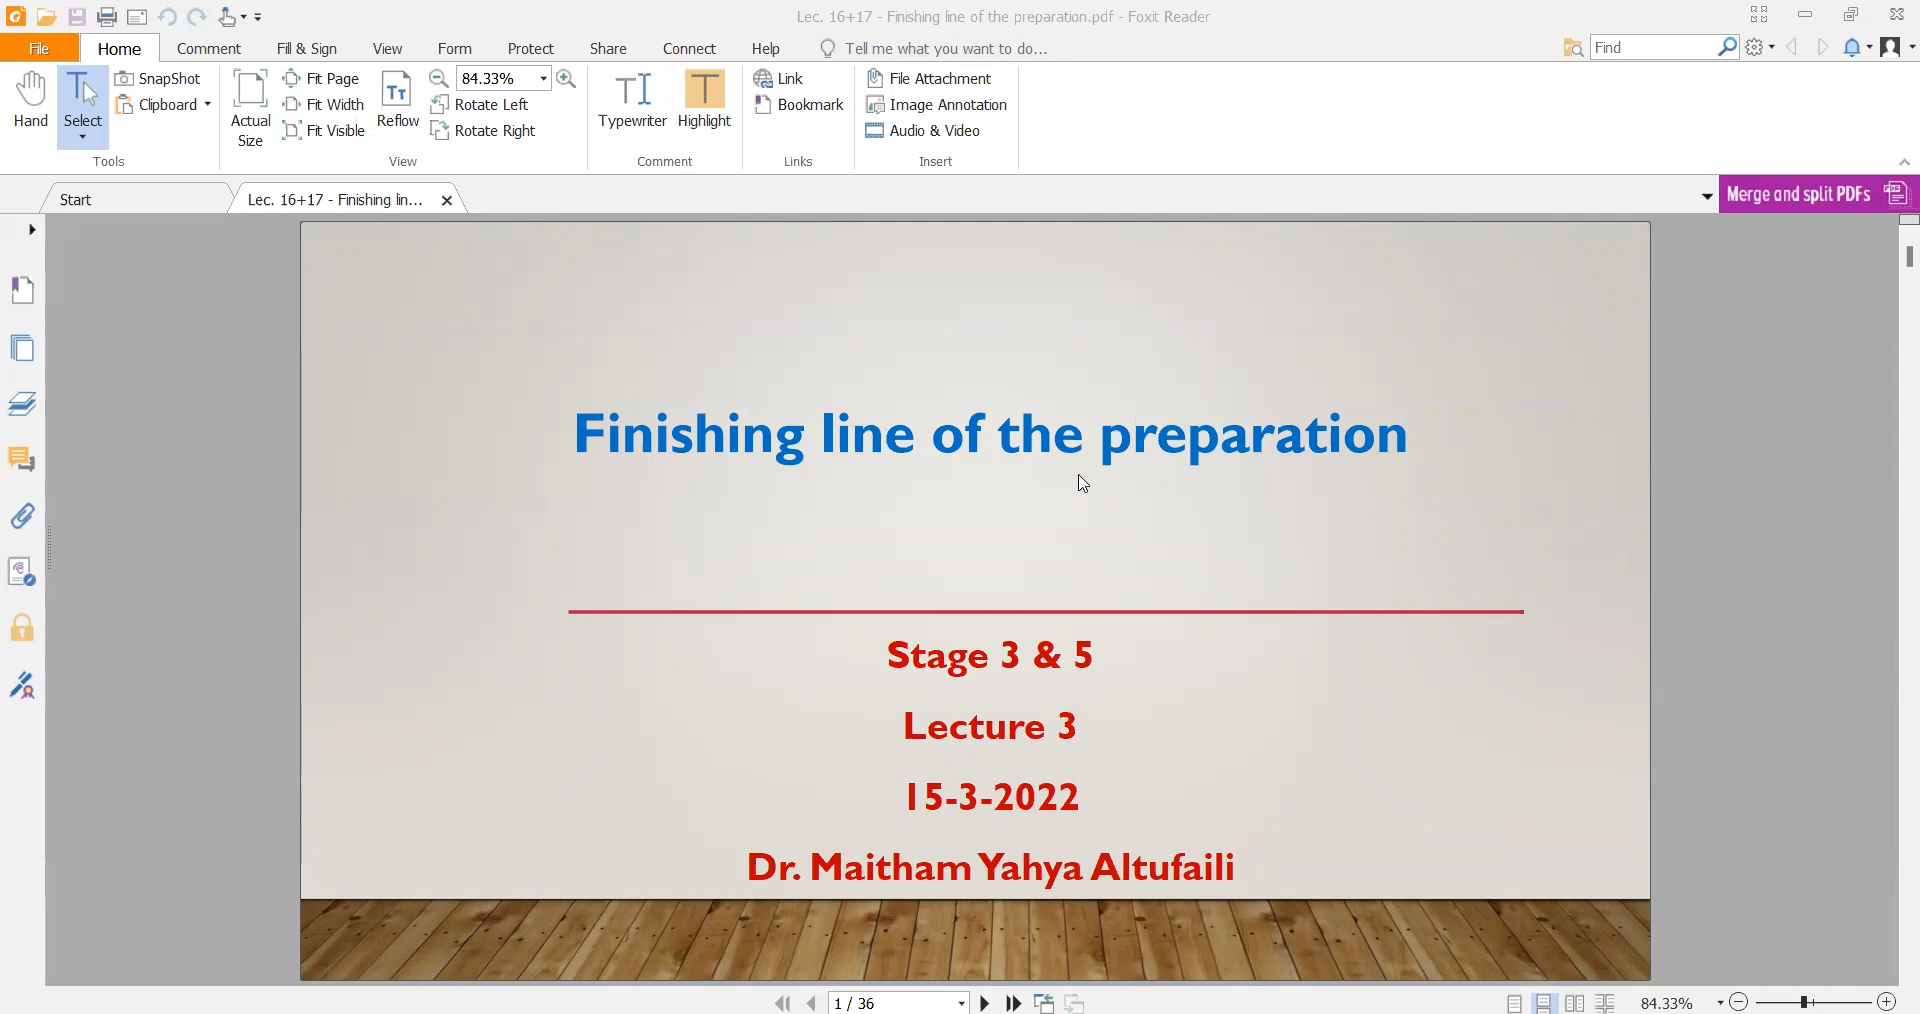 Lec. 16+17 - Finishing line of the preparation.pdf - Foxit Reader
File Home Comment Fill & Sign View Form Protect Share Connect Help Tell me what you want to do... Find
Hand Select SnapShot Clipboard Actual Size Fit Page Fit Width Fit Visible Reflow 84.33% Rotate Left Rotate Right Typewriter Highlight Link Bookmark File Attachment Image Annotation Audio & Video
Tools View Comment Links Insert
Start Lec. 16+17 - Finishing lin... Merge and split PDFs
Finishing line of the preparation
Stage 3 & 5
Lecture 3
15-3-2022
Dr. Maitham Yahya Altufaili
1 / 36 84.33%